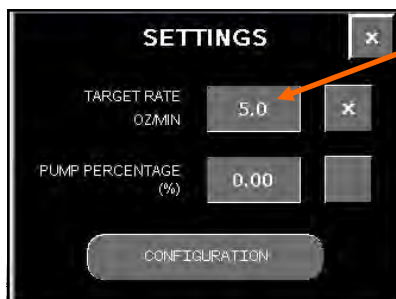 SETTINGS
x
TARGET RATE
OZ/MIN
5.0
x
PUMP PERCENTAGE
(%)
0.00
CONFIGURATION